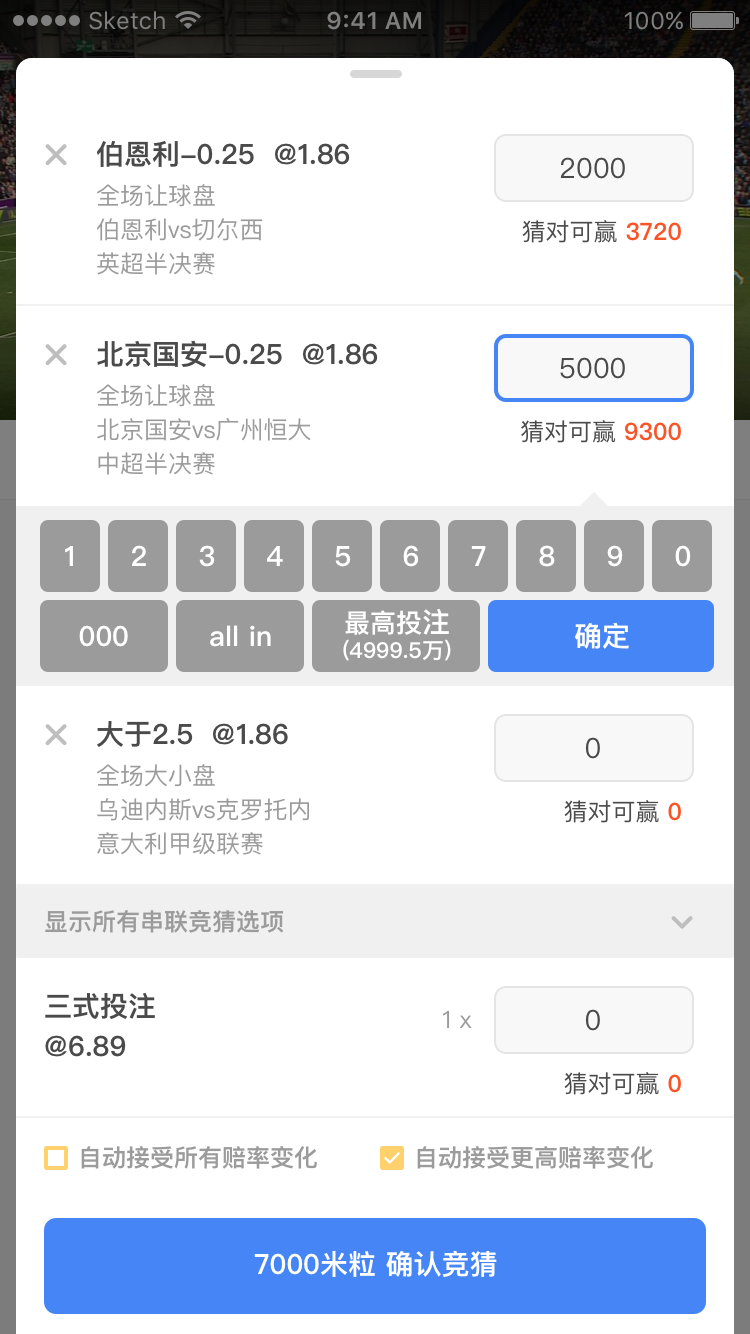 Sketch 9:41 AM 100%
伯恩利-0.25 @1.86
2000
全场让球盘
伯恩利vs切尔西
猜对可赢 3720
英超半决赛
北京国安-0.25 @1.86
5000
全场让球盘
北京国安vs广州恒大
猜对可赢 9300
中超半决赛
1 2 3 4 5 6 7 8 9 0
000 all in 最高投注 确定
(4999.5万)
大于2.5 @1.86
0
全场大小盘
乌迪内斯vs克罗托内
猜对可赢 0
意大利甲级联赛
显示所有串联竞猜选项
三式投注
1 x 0
@6.89
猜对可赢 0
自动接受所有赔率变化 自动接受更高赔率变化
7000米粒 确认竞猜